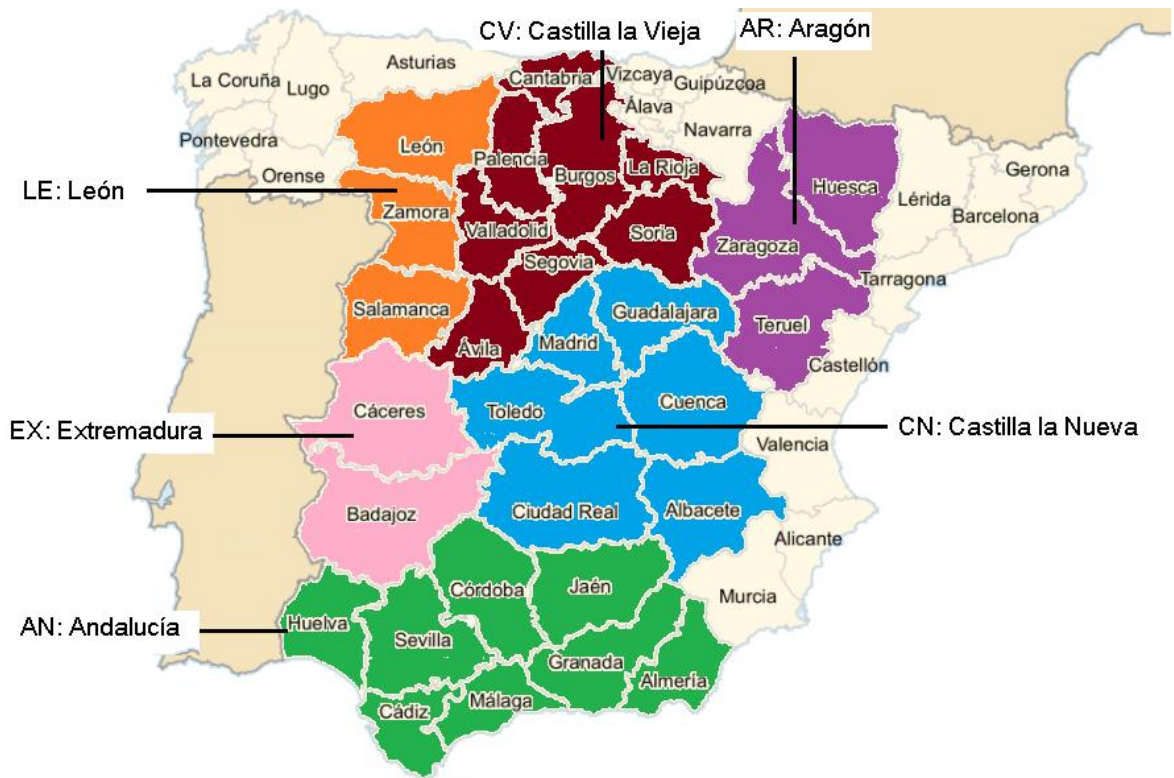 CV: Castilla la Vieja
AR: Aragón
Asturias
Cantabria
Vizcaya
Guipúzcoa
La Coruña
Lugo
Álava
Navarra
Pontevedra
León
Palencia
Burgos
La Rioja
Huesca
Gerona
Orense
Lérida
Barcelona
LE: León
Zamora
Valladolid
Soria
Zaragoza
Segovia
Tarragona
Salamanca
Guadalajara
Teruel
Ávila
Madrid
Castellón
Cáceres
Toledo
Cuenca
EX: Extremadura
CN: Castilla la Nueva
Valencia
Badajoz
Ciudad Real
Albacete
Alicante
Córdoba
Jaén
Murcia
AN: Andalucía
Huelva
Sevilla
Granada
Almería
Málaga
Cádiz